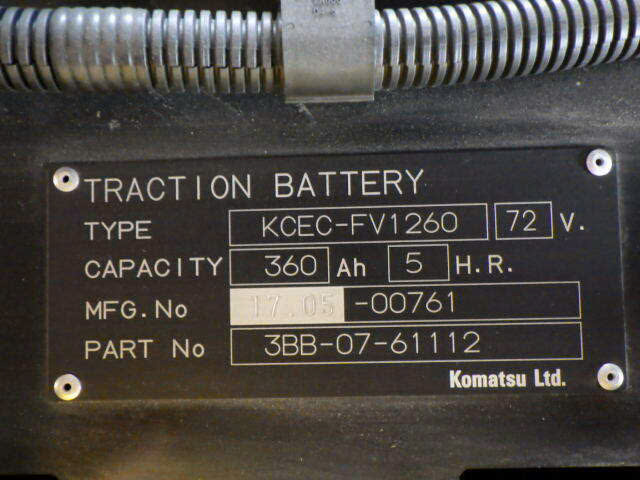 TRACTION BATTERY
TYPE KCEC-FV1260 72 V.
CAPACITY 360 Ah 5 H.R.
MFG.No 17.05 -00761
PART No 3BB-07-61112
Komatsu Ltd.